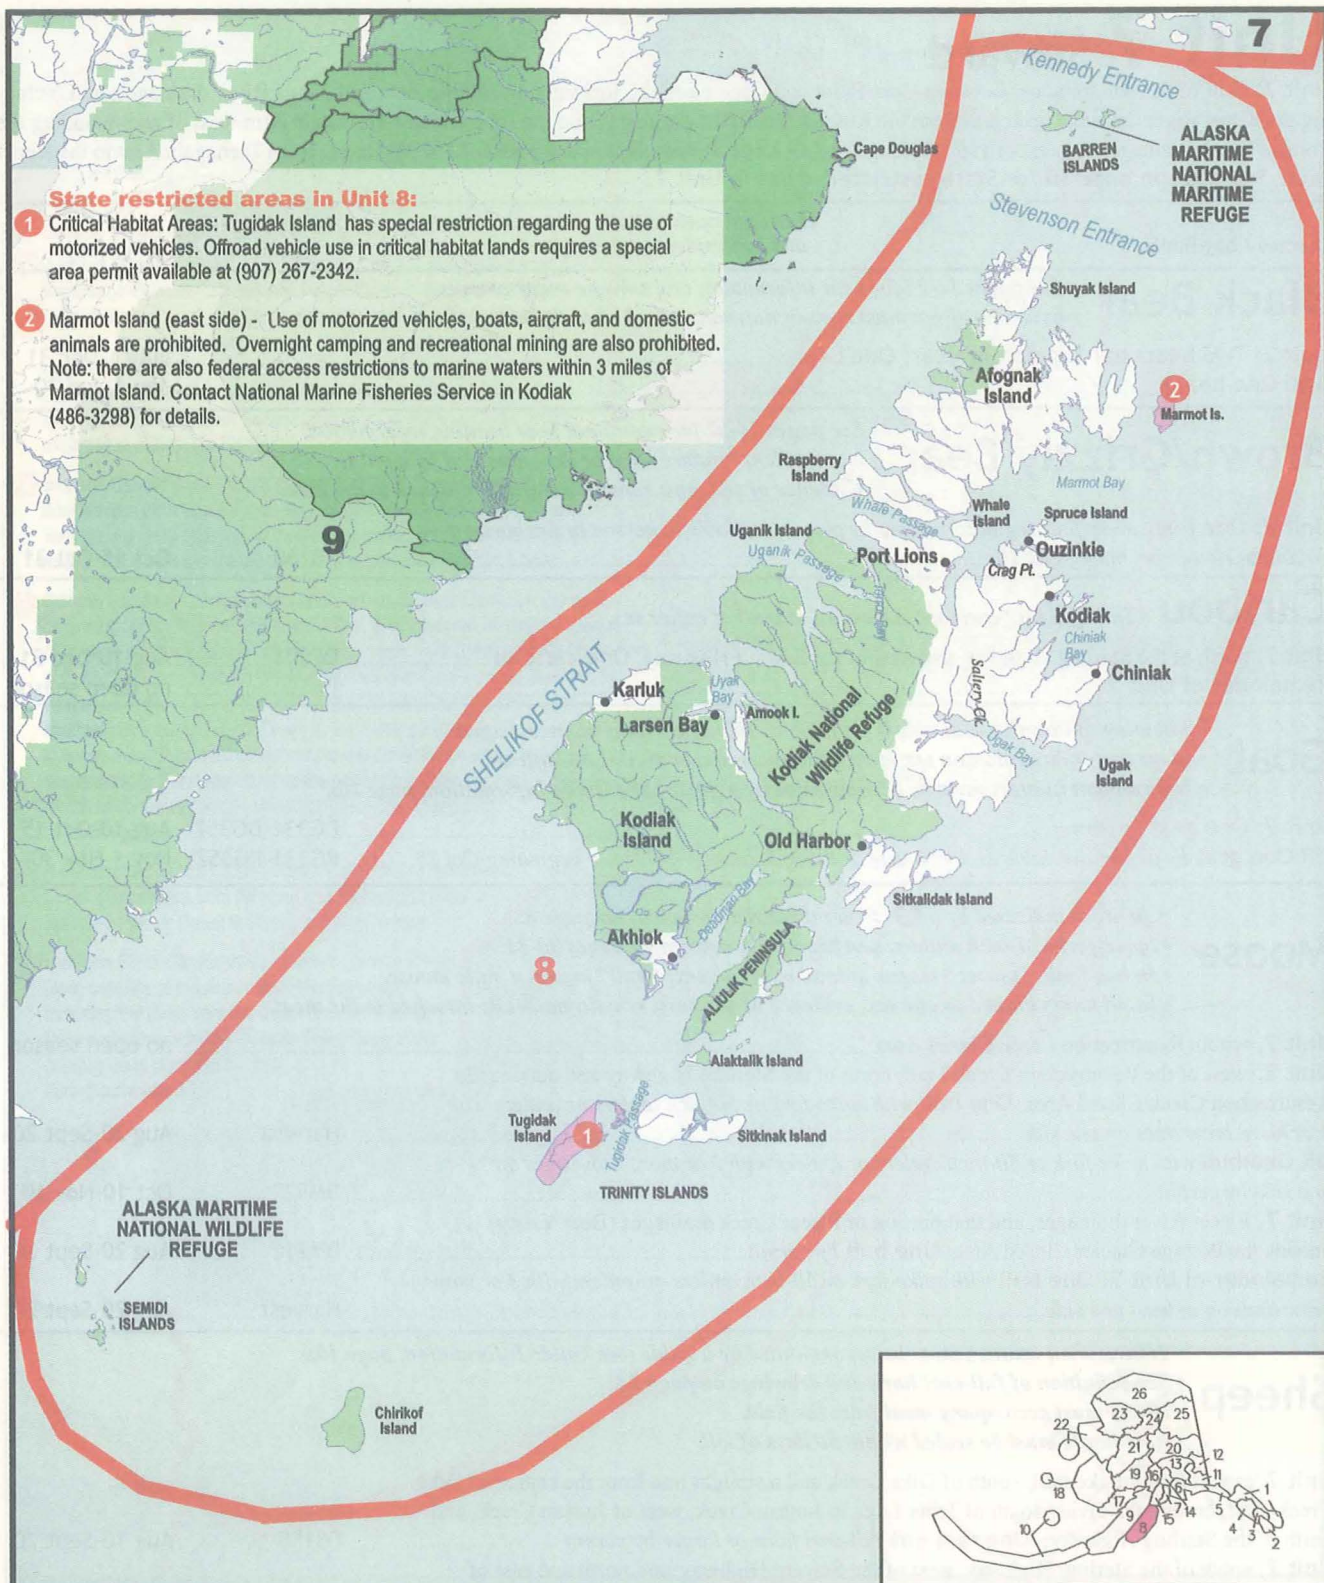 7
Kennedy Entrance
ALASKA
MARITIME
NATIONAL
MARITIME
REFUGE
BARREN
ISLANDS
Cape Douglas
Stevenson Entrance
State restricted areas in Unit 8:
1 Critical Habitat Areas: Tugidak Island has special restriction regarding the use of
motorized vehicles. Offroad vehicle use in critical habitat lands requires a special
area permit available at (907) 267-2342.
2 Marmot Island (east side) - Use of motorized vehicles, boats, aircraft, and domestic
animals are prohibited. Overnight camping and recreational mining are also prohibited.
Note: there are also federal access restrictions to marine waters within 3 miles of
Marmot Island. Contact National Marine Fisheries Service in Kodiak
(486-3298) for details.
Shuyak Island
Afognak
Island
2
Marmot Is.
Raspberry
Island
Marmot Bay
Whale Passage
Whale
Island
Spruce Island
Uganik Island
Uganik Passage
Port Lions
Ouzinkie
Crag Pt.
9
Terror Bay
Kodiak
Chiniak
Bay
Chiniak
SHELIKOF STRAIT
Karluk
Uyak
Bay
Larsen Bay
Amook I.
Kodiak National
Wildlife Refuge
Saltery Ck.
Ugak Bay
Ugak
Island
Kodiak
Island
Old Harbor
Sitkalidak Island
Deadman Bay
Akhiok
8
ALIULIK PENINSULA
Aiaktalik Island
Tugidak
Island
1
Tugidak Passage
Sitkinak Island
TRINITY ISLANDS
ALASKA MARITIME
NATIONAL WILDLIFE
REFUGE
SEMIDI
ISLANDS
Chirikof
Island
26
23
24
25
22
21
20
12
13
11
18
19
16
17
6
1
9
7
14
5
15
8
10
4
3
2